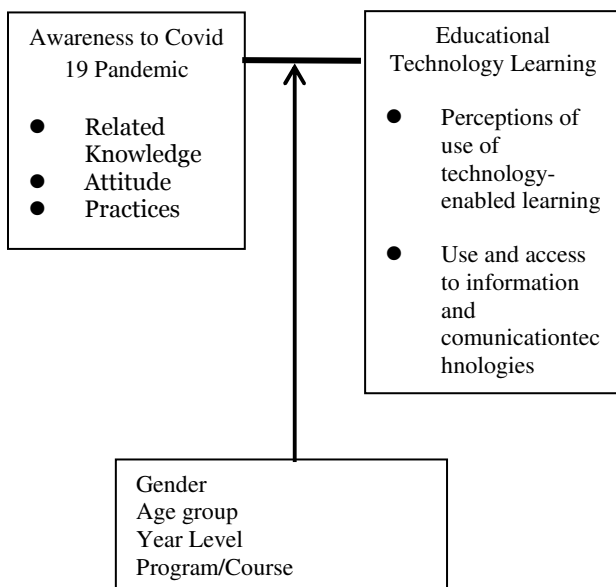 Awareness to Covid
19 Pandemic
● Related
Knowledge
● Attitude
● Practices
Educational
Technology Learning
● Perceptions of
use of
technology-
enabled learning
● Use and access
to information
and
comunicationtec
hnologies
Gender
Age group
Year Level
Program/Course